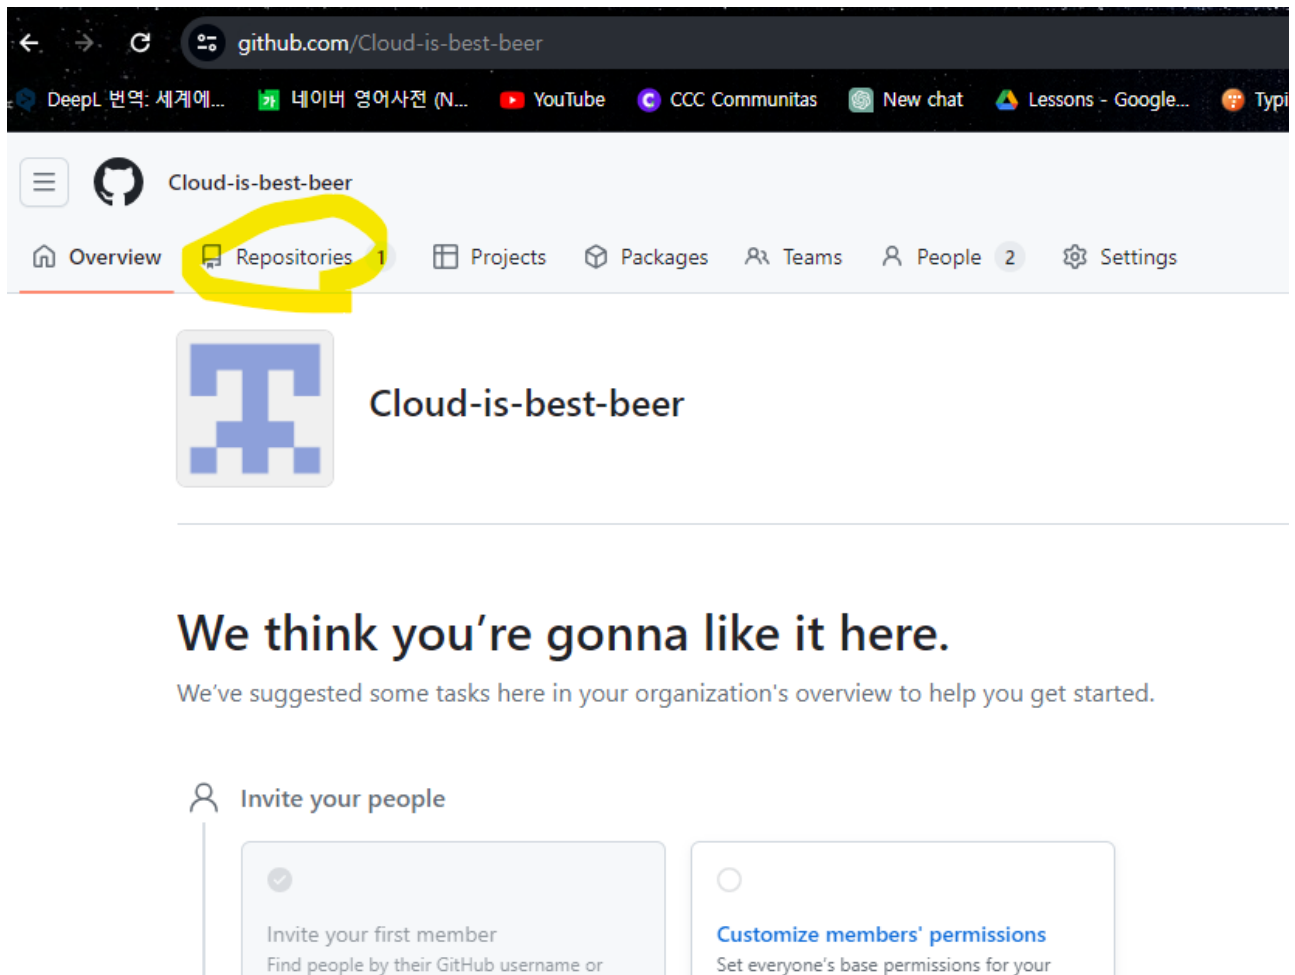 github.com/Cloud-is-best-beer
DeepL 번역: 세계에... 네이버 영어사전 (N... YouTube CCC Communitas New chat Lessons - Google... Typi
Cloud-is-best-beer
Overview Repositories 1 Projects Packages Teams People 2 Settings
Cloud-is-best-beer
We think you're gonna like it here.
We've suggested some tasks here in your organization's overview to help you get started.
Invite your people
Invite your first member Customize members' permissions
Find people by their GitHub username or Set everyone's base permissions for your